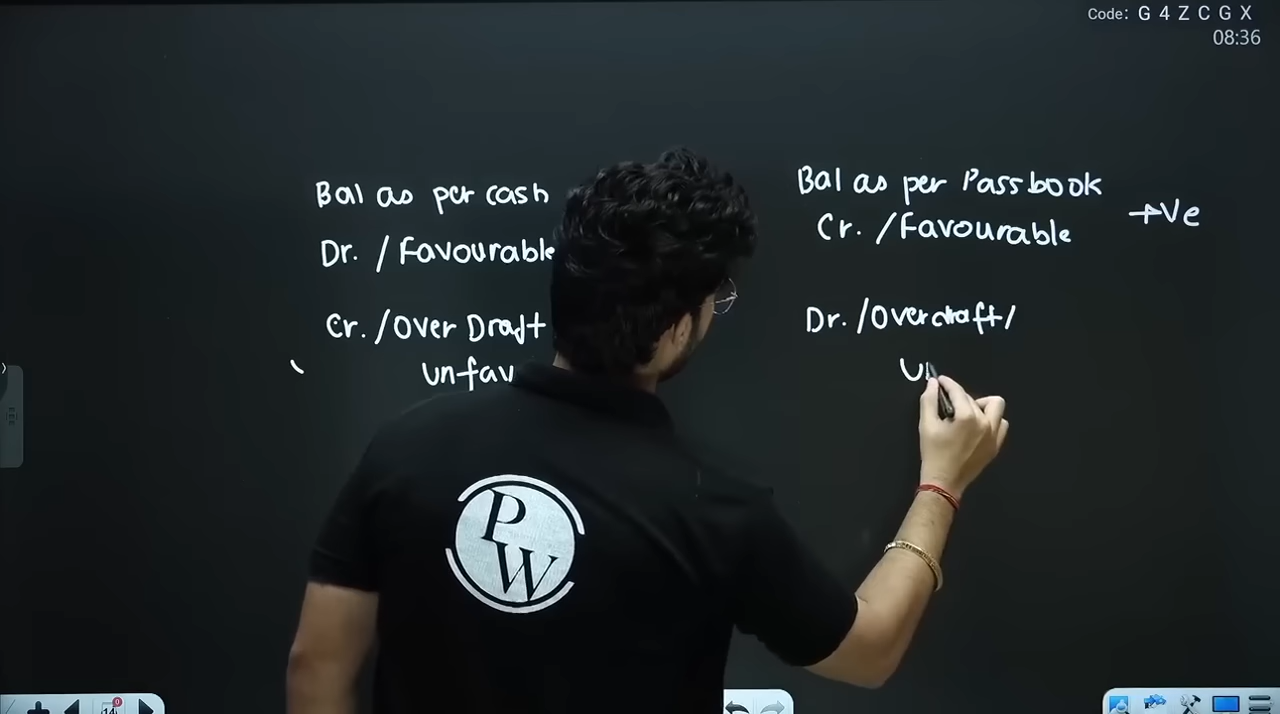 Code: G 4 Z C G X
08:36
Bal as per cash
Dr. / Favourable
Cr. / Over Draft
unfav
Bal as per Passbook
Cr. / Favourable
+ve
Dr. / Overdraft /
PW
14